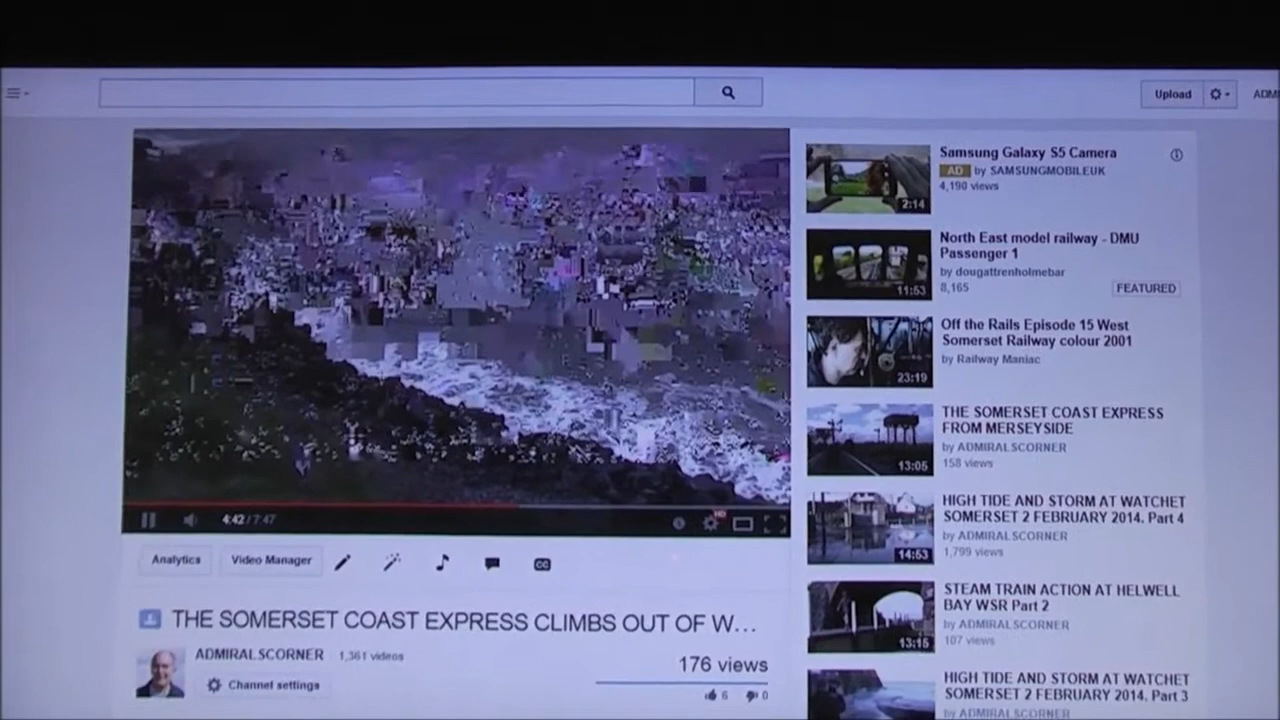 Upload
ADMI
Samsung Galaxy S5 Camera
AD by SAMSUNGMOBILEUK
4,190 views
2:14
North East model railway - DMU
Passenger 1
by dougattrenholmebar
8,165
FEATURED
11:53
Off the Rails Episode 15 West
Somerset Railway colour 2001
by Railway Maniac
23:19
THE SOMERSET COAST EXPRESS
FROM MERSEYSIDE
by ADMIRALSCORNER
158 views
13:05
HIGH TIDE AND STORM AT WATCHET
SOMERSET 2 FEBRUARY 2014. Part 4
by ADMIRALSCORNER
1,799 views
14:53
STEAM TRAIN ACTION AT HELWELL
BAY WSR Part 2
by ADMIRALSCORNER
107 views
13:15
HIGH TIDE AND STORM AT WATCHET
SOMERSET 2 FEBRUARY 2014. Part 3
by ADMIRALSCORNER
4:42 / 7:47
HD
Analytics
Video Manager
CC
THE SOMERSET COAST EXPRESS CLIMBS OUT OF W...
ADMIRALSCORNER 1,361 videos
Channel settings
176 views
6 0